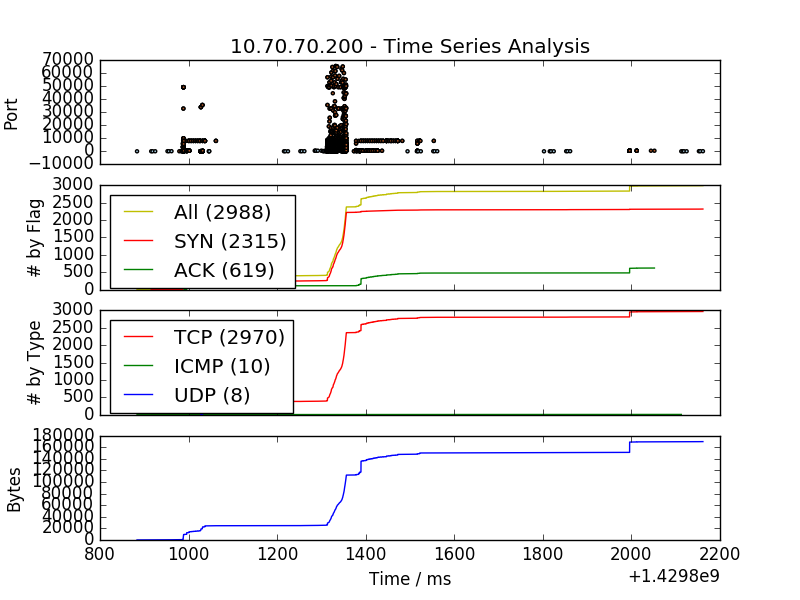 10.70.70.200 - Time Series Analysis
Port
70000
60000
50000
40000
30000
20000
10000
0
−10000
# by Flag
3000
2500
2000
1500
1000
500
0
All (2988)
SYN (2315)
ACK (619)
# by Type
3000
2500
2000
1500
1000
500
0
TCP (2970)
ICMP (10)
UDP (8)
Bytes
180000
160000
140000
120000
100000
80000
60000
40000
20000
0
800 1000 1200 1400 1600 1800 2000 2200
Time / ms
+1.4298e9